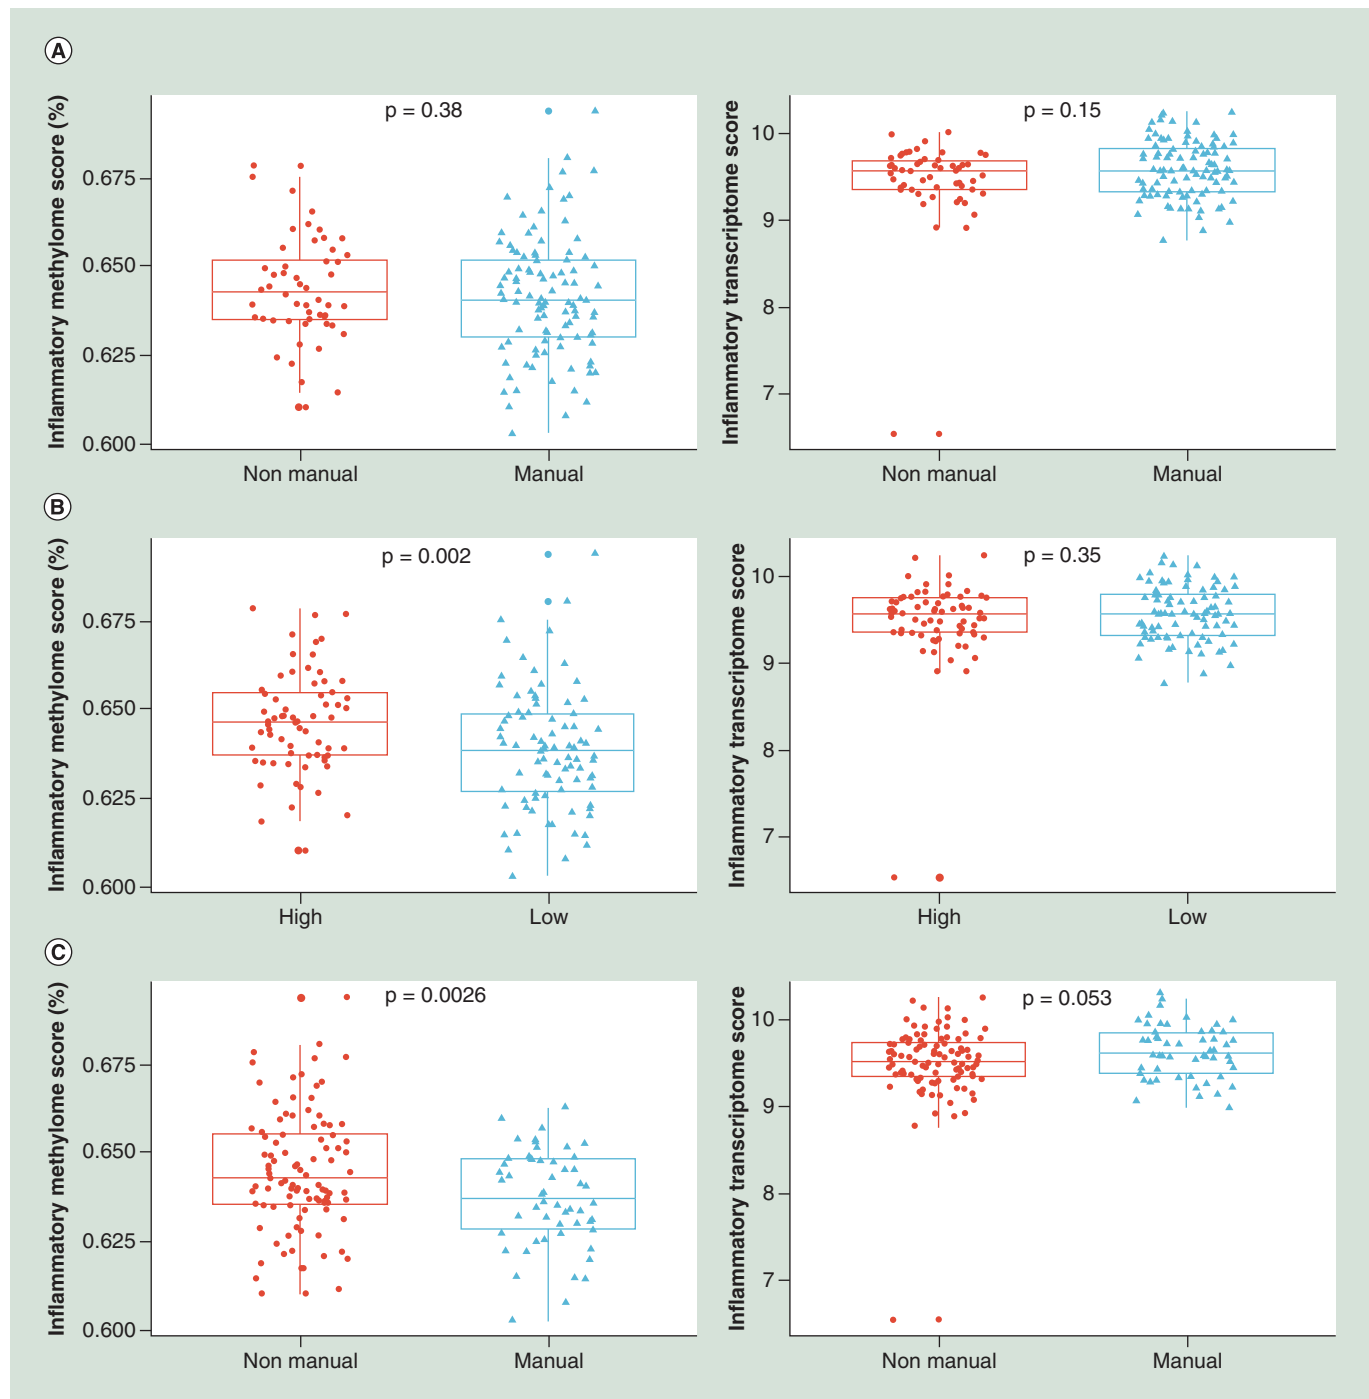 A
Inflammatory methylome score (%)
p = 0.38
0.675
0.650
0.625
0.600
Non manual
Manual
Inflammatory transcriptome score
p = 0.15
10
9
8
7
Non manual
Manual
B
Inflammatory methylome score (%)
p = 0.002
0.675
0.650
0.625
0.600
High
Low
Inflammatory transcriptome score
p = 0.35
10
9
8
7
High
Low
C
Inflammatory methylome score (%)
p = 0.0026
0.675
0.650
0.625
0.600
Non manual
Manual
Inflammatory transcriptome score
p = 0.053
10
9
8
7
Non manual
Manual